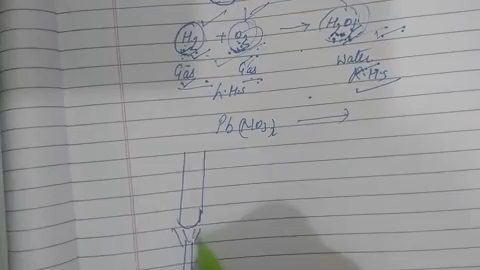 H2 + O2 → H2O
Gas Gas Water
L.H.S R.H.S
Pb(NO3)2 →